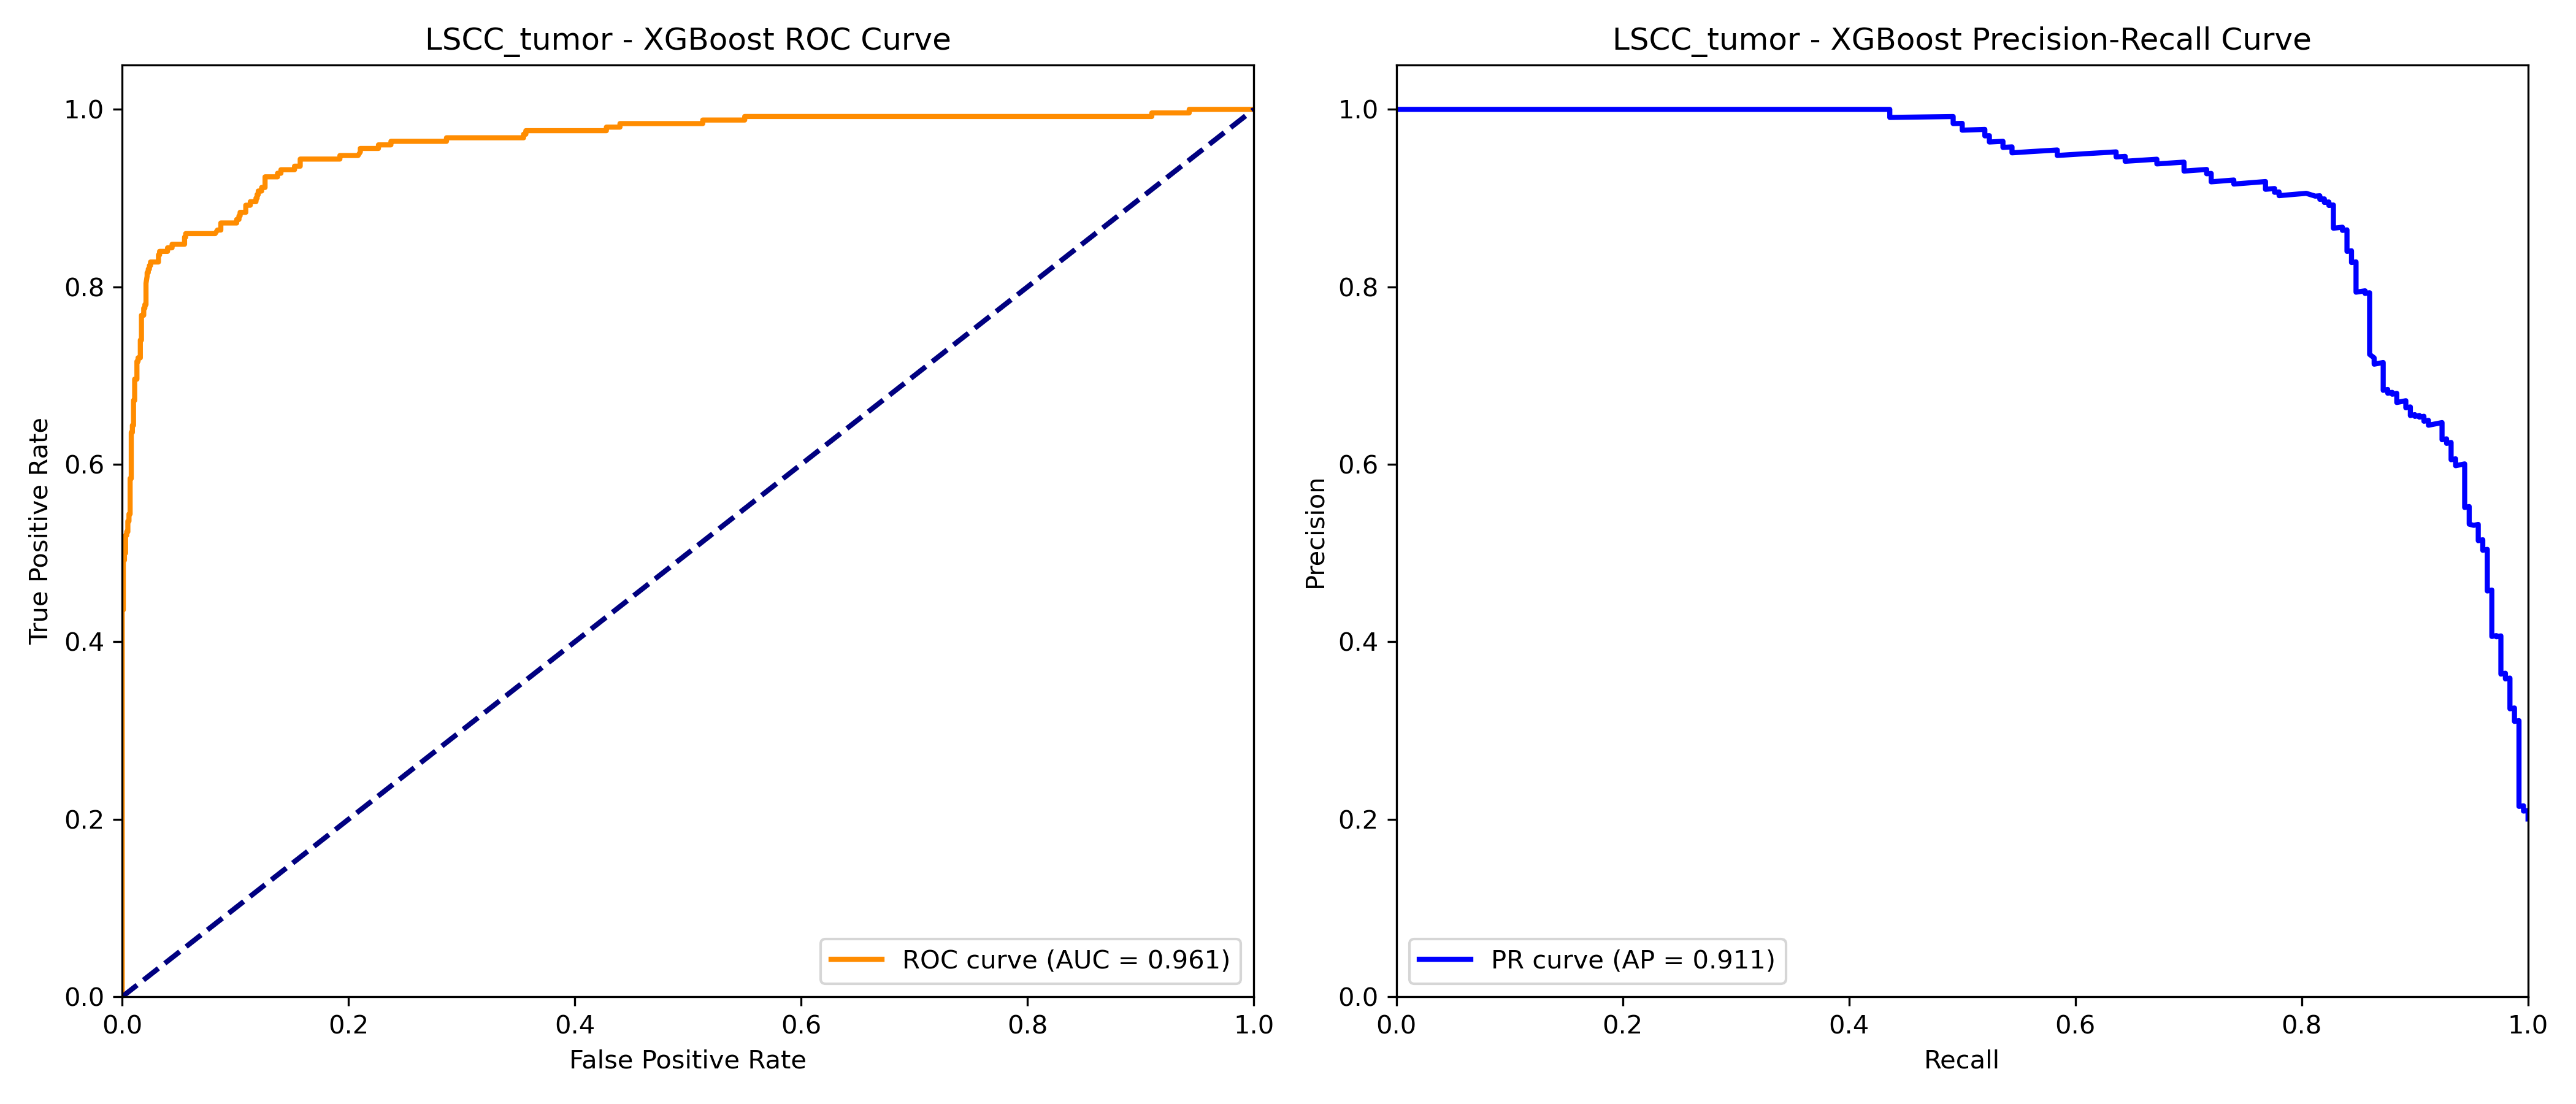 LSCC_tumor - XGBoost ROC Curve
1.0
0.8
0.6
0.4
0.2
0.0
True Positive Rate
0.0 0.2 0.4 0.6 0.8 1.0
False Positive Rate
ROC curve (AUC = 0.961)
LSCC_tumor - XGBoost Precision-Recall Curve
1.0
0.8
0.6
0.4
0.2
0.0
Precision
0.0 0.2 0.4 0.6 0.8 1.0
Recall
PR curve (AP = 0.911)